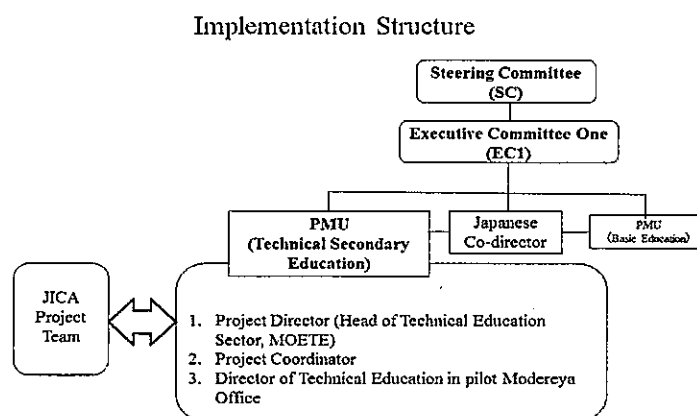 Implementation Structure
Steering Committee
(SC)
Executive Committee One
(EC1)
PMU
(Technical Secondary
Education)
Japanese
Co-director
PMU
(Basic Education)
JICA
Project
Team
1. Project Director (Head of Technical Education
Sector, MOETE)
2. Project Coordinator
3. Director of Technical Education in pilot Modereya
Office